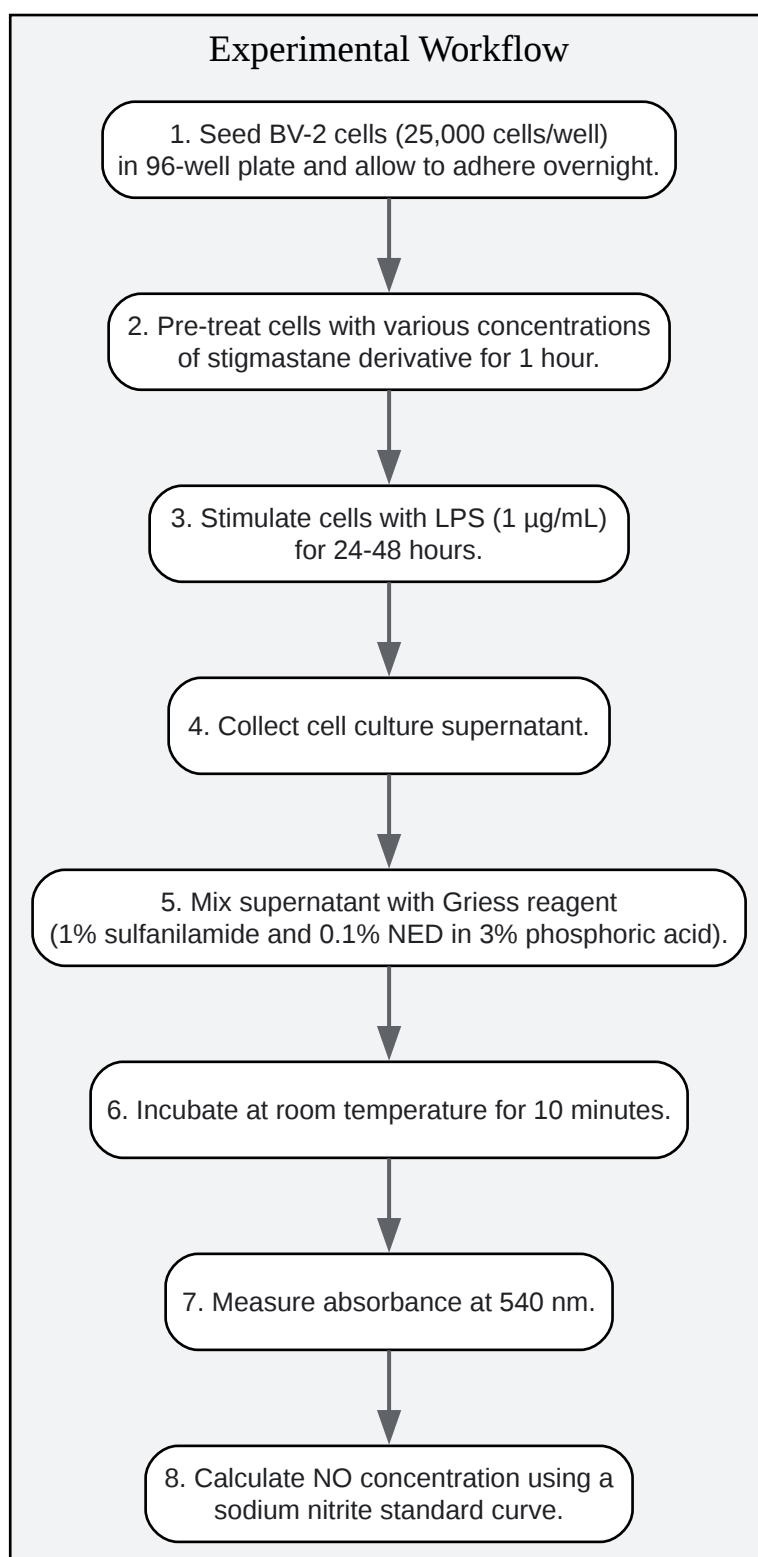 Experimental Workflow
1. Seed BV-2 cells (25,000 cells/well)
in 96-well plate and allow to adhere overnight.
2. Pre-treat cells with various concentrations
of stigmastane derivative for 1 hour.
3. Stimulate cells with LPS (1 µg/mL)
for 24-48 hours.
4. Collect cell culture supernatant.
5. Mix supernatant with Griess reagent
(1% sulfanilamide and 0.1% NED in 3% phosphoric acid).
6. Incubate at room temperature for 10 minutes.
7. Measure absorbance at 540 nm.
8. Calculate NO concentration using a
sodium nitrite standard curve.